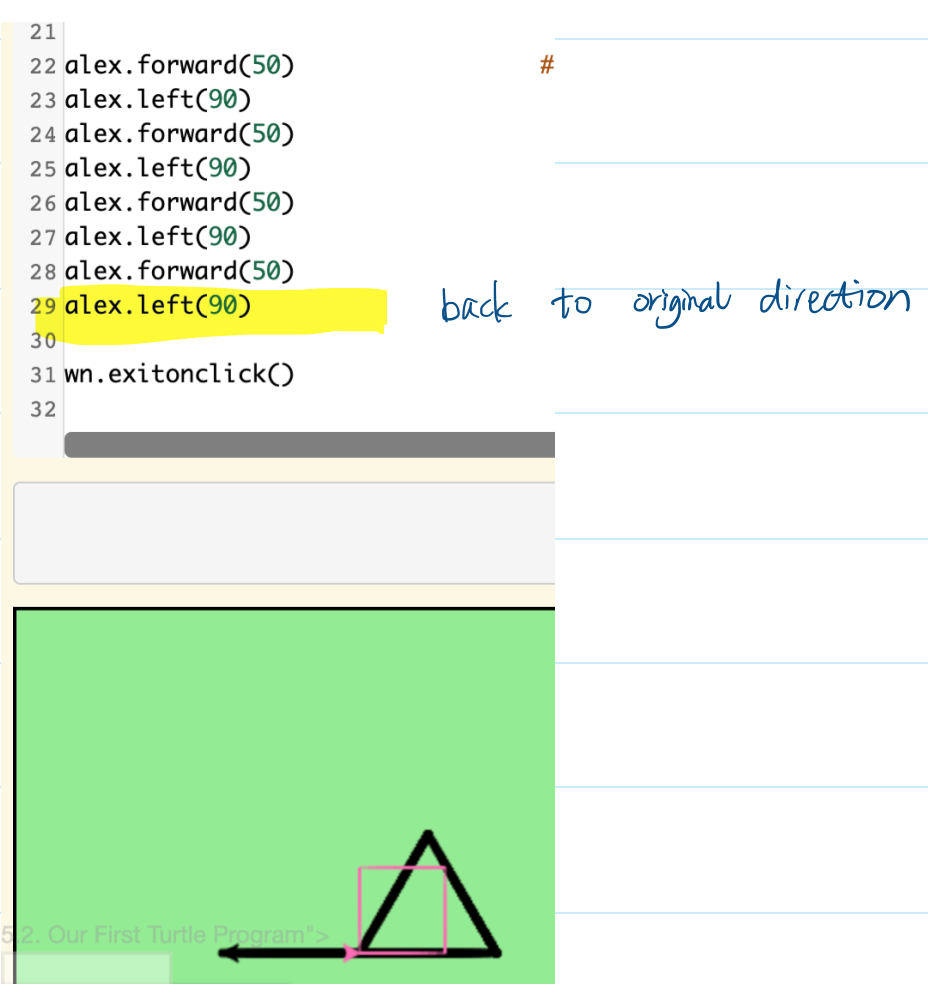 21
22 alex.forward(50) #
23 alex.left(90)
24 alex.forward(50)
25 alex.left(90)
26 alex.forward(50)
27 alex.left(90)
28 alex.forward(50)
29 alex.left(90) back to original direction
30
31 wn.exitonclick()
32
5.2. Our First Turtle Program">